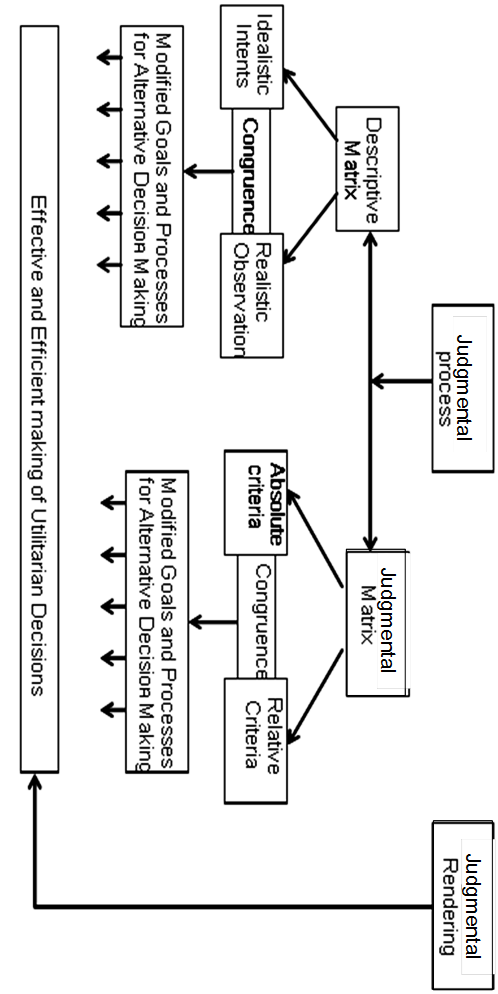 Judgmental
process
Judgmental
Rendering
Descriptive
Matrix
Judgmental
Matrix
Idealistic
Intents
Congruence
Realistic
Observation
Absolute
criteria
Congruence
Relative
Criteria
Modified Goals and Processes
for Alternative Decision Making
Modified Goals and Processes
for Alternative Decision Making
Effective and Efficient making of Utilitarian Decisions